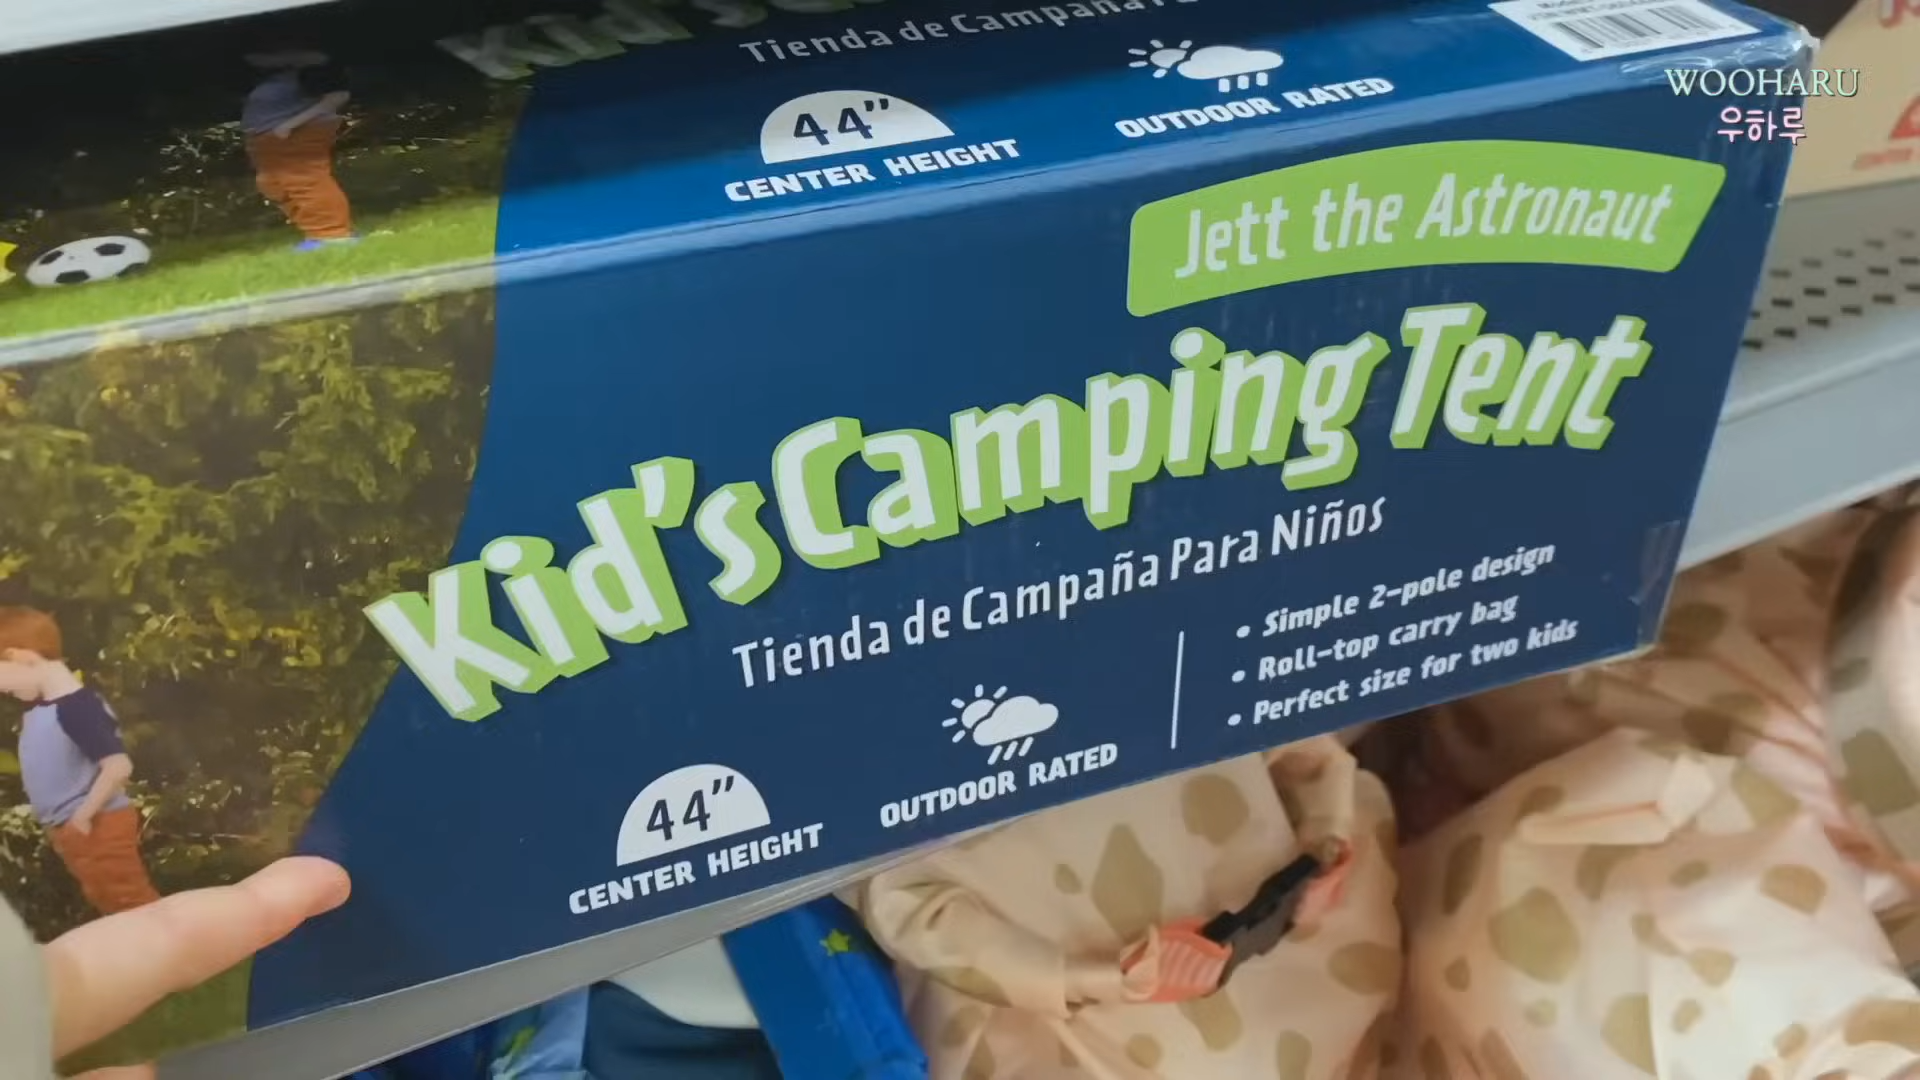 Kid's
Tienda de Campaña
44”
CENTER HEIGHT
OUTDOOR RATED
WOOHARU
우하루
Jett the Astronaut
Kid's Camping Tent
Tienda de Campaña Para Niños
44”
CENTER HEIGHT
OUTDOOR RATED
• Simple 2-pole design
• Roll-top carry bag
• Perfect size for two kids